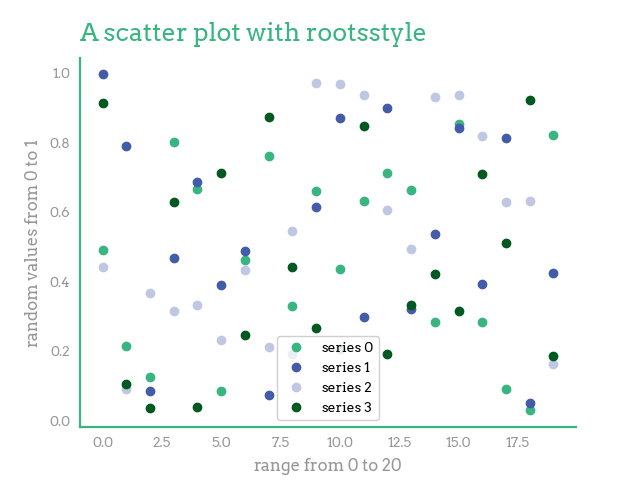 A scatter plot with rootsstyle
random values from 0 to 1
1.0
0.8
0.6
0.4
0.2
0.0
series 0
series 1
series 2
series 3
0.0 2.5 5.0 7.5 10.0 12.5 15.0 17.5
range from 0 to 20